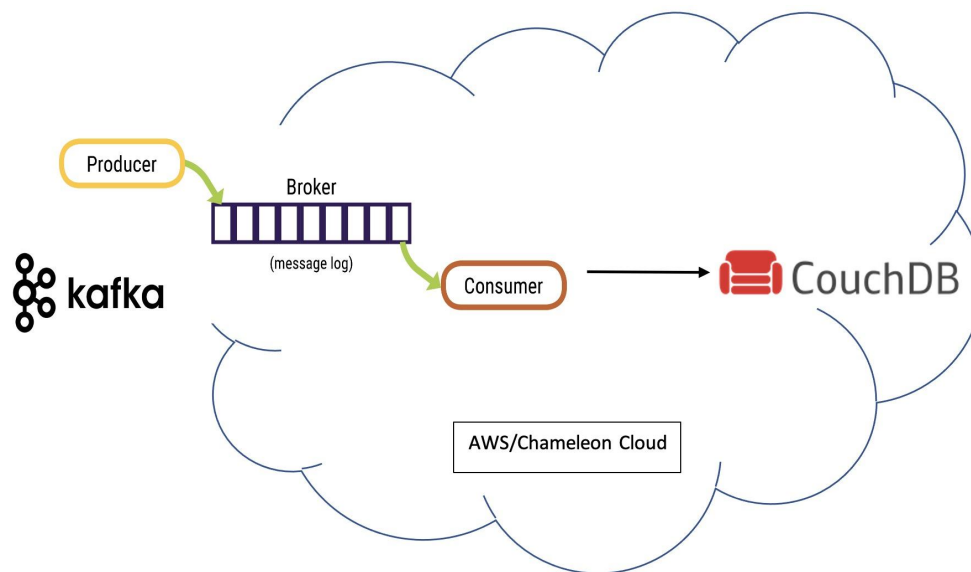 Producer
Broker
(message log)
kafka
Consumer
CouchDB
AWS/Chameleon Cloud